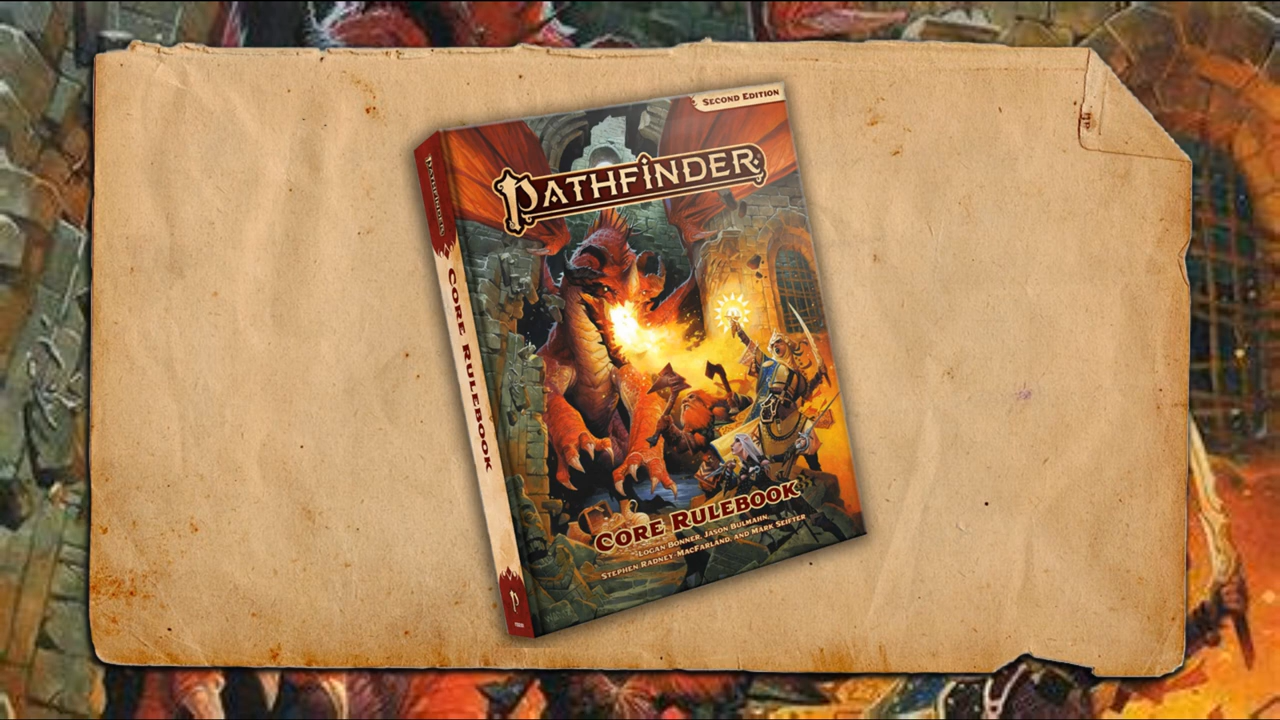 SECOND EDITION
PATHFINDER
CORE RULEBOOK
LOGAN BONNER, JASON BULMAHN,
STEPHEN RADNEY-MACFARLAND, AND MARK SEIFTER
PATHFINDER
CORE RULEBOOK
P